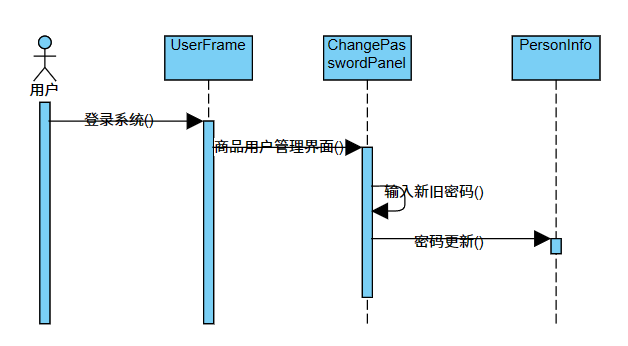 UserFrame
ChangePas
swordPanel
PersonInfo
用户
登录系统()
商品用户管理界面()
输入新旧密码()
密码更新()